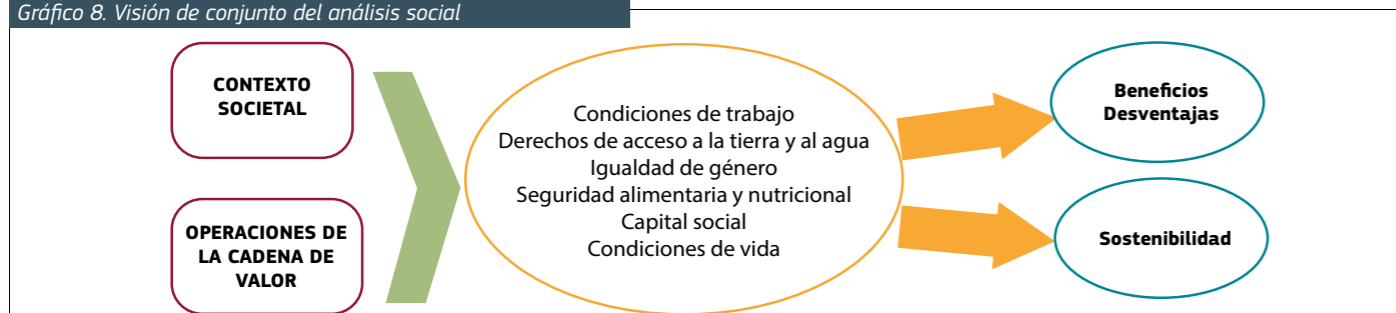 Gráfico 8. Visión de conjunto del análisis social
CONTEXTO
SOCIETAL
OPERACIONES DE
LA CADENA DE
VALOR
Condiciones de trabajo
Derechos de acceso a la tierra y al agua
Igualdad de género
Seguridad alimentaria y nutricional
Capital social
Condiciones de vida
Beneficios
Desventajas
Sostenibilidad